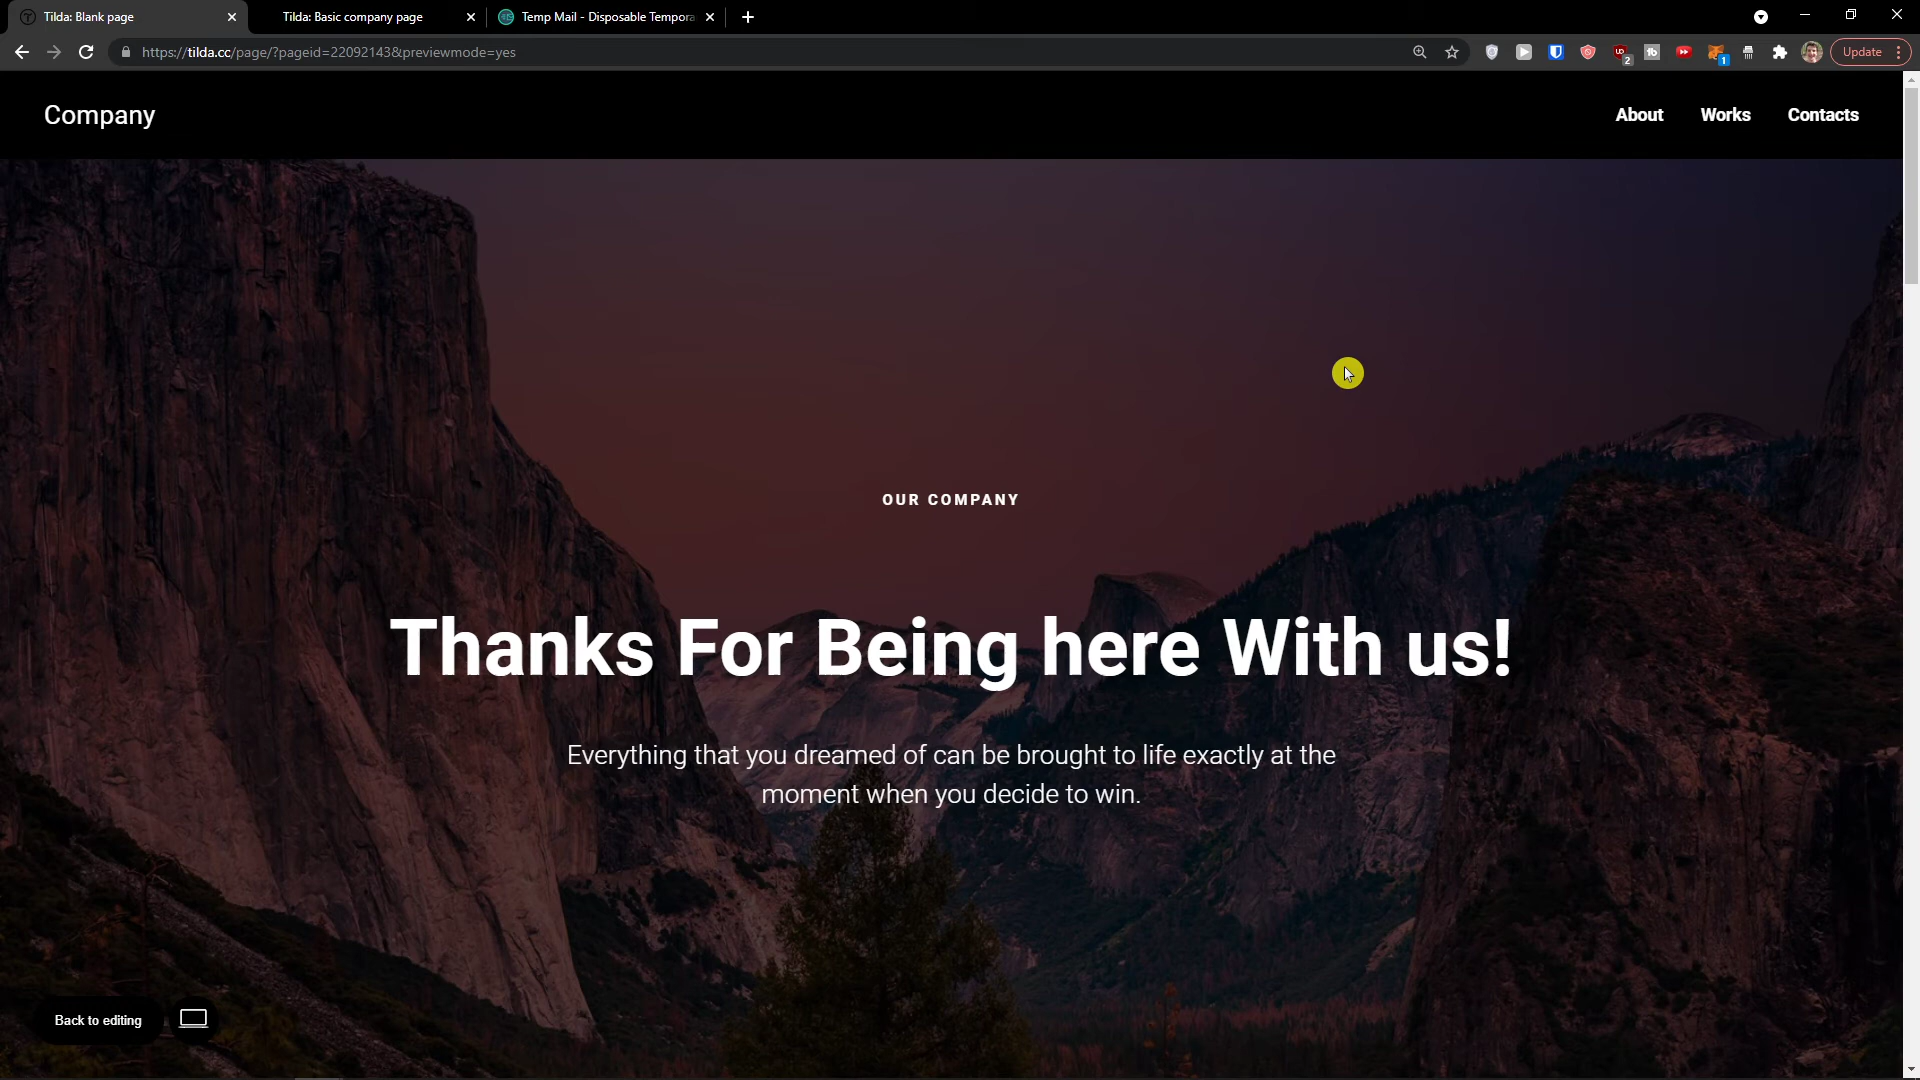 Tilda: Blank page
Tilda: Basic company page
Temp Mail - Disposable Tempora
https://tilda.cc/page/?pageid=22092143&previewmode=yes
2
1
Update
Company
About
Works
Contacts
OUR COMPANY
Thanks For Being here With us!
Everything that you dreamed of can be brought to life exactly at the
moment when you decide to win.
Back to editing